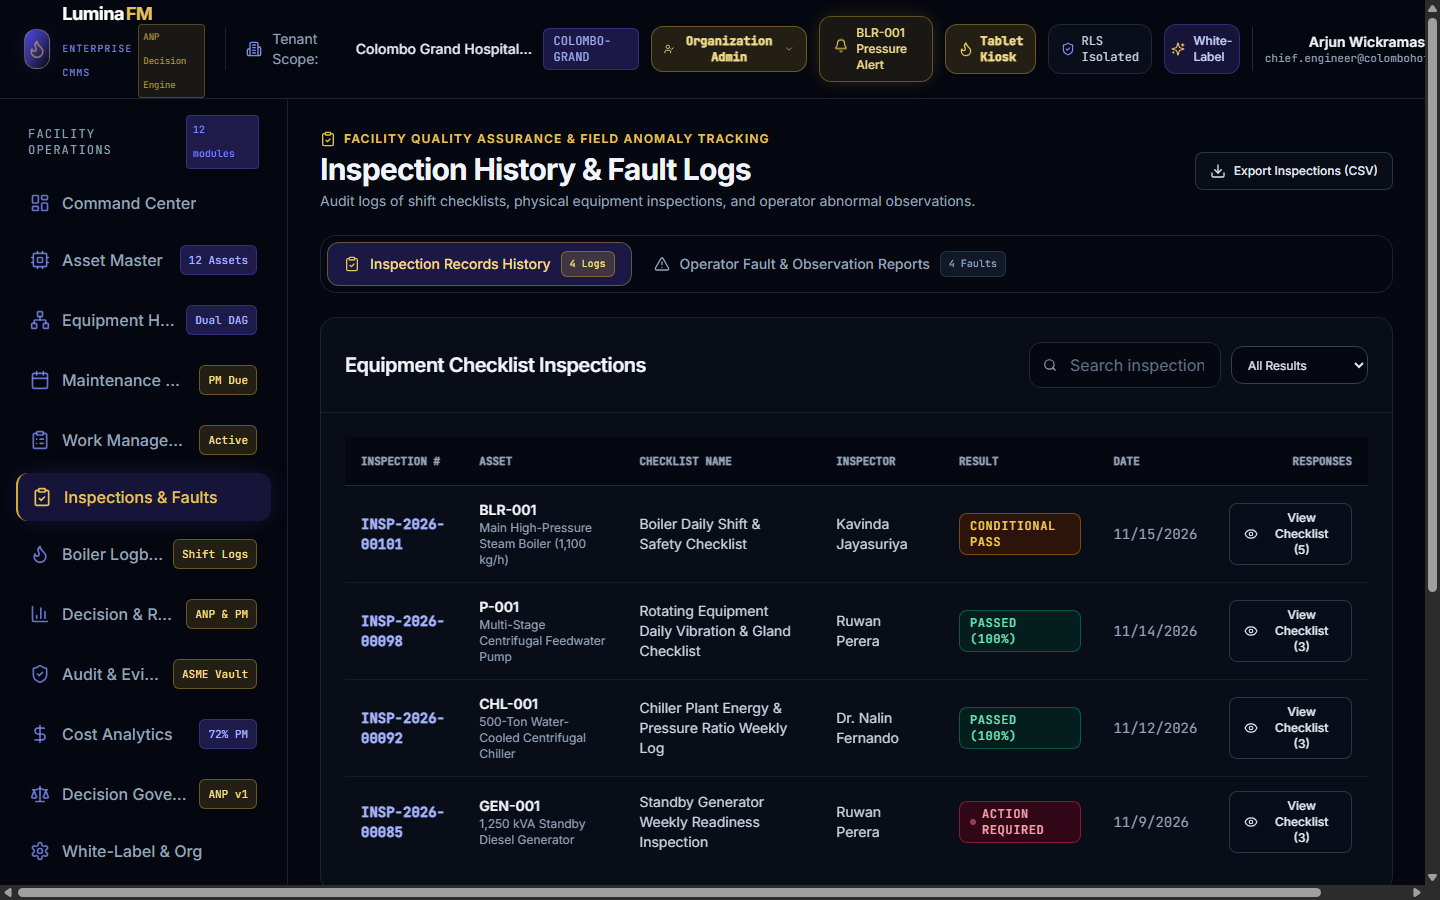 LuminaFM
ENTERPRISE
CMMS
ANP
Decision
Engine
Tenant
Scope:
Colombo Grand Hospital...
COLOMBO-
GRAND
Organization
Admin
BLR-001
Pressure
Alert
Tablet
Kiosk
RLS
Isolated
White-
Label
Arjun Wickramas
chief.engineer@colomboho
FACILITY
OPERATIONS
12
modules
Command Center
Asset Master
12 Assets
Equipment H...
Dual DAG
Maintenance ...
PM Due
Work Manage...
Active
Inspections & Faults
Boiler Logb...
Shift Logs
Decision & R...
ANP & PM
Audit & Evi...
ASME Vault
Cost Analytics
72% PM
Decision Gove...
ANP v1
White-Label & Org
FACILITY QUALITY ASSURANCE & FIELD ANOMALY TRACKING
Inspection History & Fault Logs
Audit logs of shift checklists, physical equipment inspections, and operator abnormal observations.
Export Inspections (CSV)
Inspection Records History
4 Logs
Operator Fault & Observation Reports
4 Faults
Equipment Checklist Inspections
Search inspection
All Results
INSPECTION # ASSET CHECKLIST NAME INSPECTOR RESULT DATE RESPONSES
INSP-2026-
00101
BLR-001
Main High-Pressure
Steam Boiler (1,100
kg/h)
Boiler Daily Shift &
Safety Checklist
Kavinda
Jayasuriya
CONDITIONAL
PASS
11/15/2026
View
Checklist
(5)
INSP-2026-
00098
P-001
Multi-Stage
Centrifugal Feedwater
Pump
Rotating Equipment
Daily Vibration & Gland
Checklist
Ruwan
Perera
PASSED
(100%)
11/14/2026
View
Checklist
(3)
INSP-2026-
00092
CHL-001
500-Ton Water-
Cooled Centrifugal
Chiller
Chiller Plant Energy &
Pressure Ratio Weekly
Log
Dr. Nalin
Fernando
PASSED
(100%)
11/12/2026
View
Checklist
(3)
INSP-2026-
00085
GEN-001
1,250 kVA Standby
Diesel Generator
Standby Generator
Weekly Readiness
Inspection
Ruwan
Perera
ACTION
REQUIRED
11/9/2026
View
Checklist
(3)